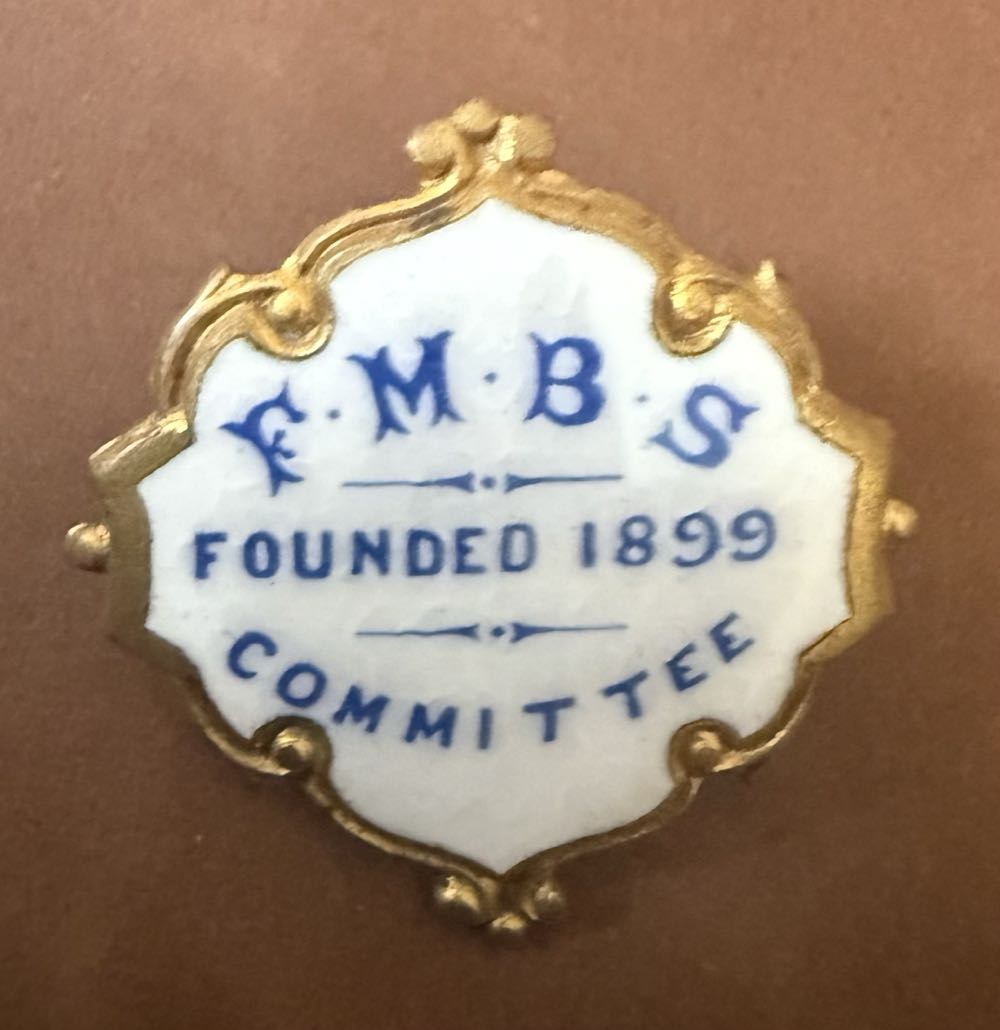 F·M·B·S
FOUNDED 1899
COMMITTEE